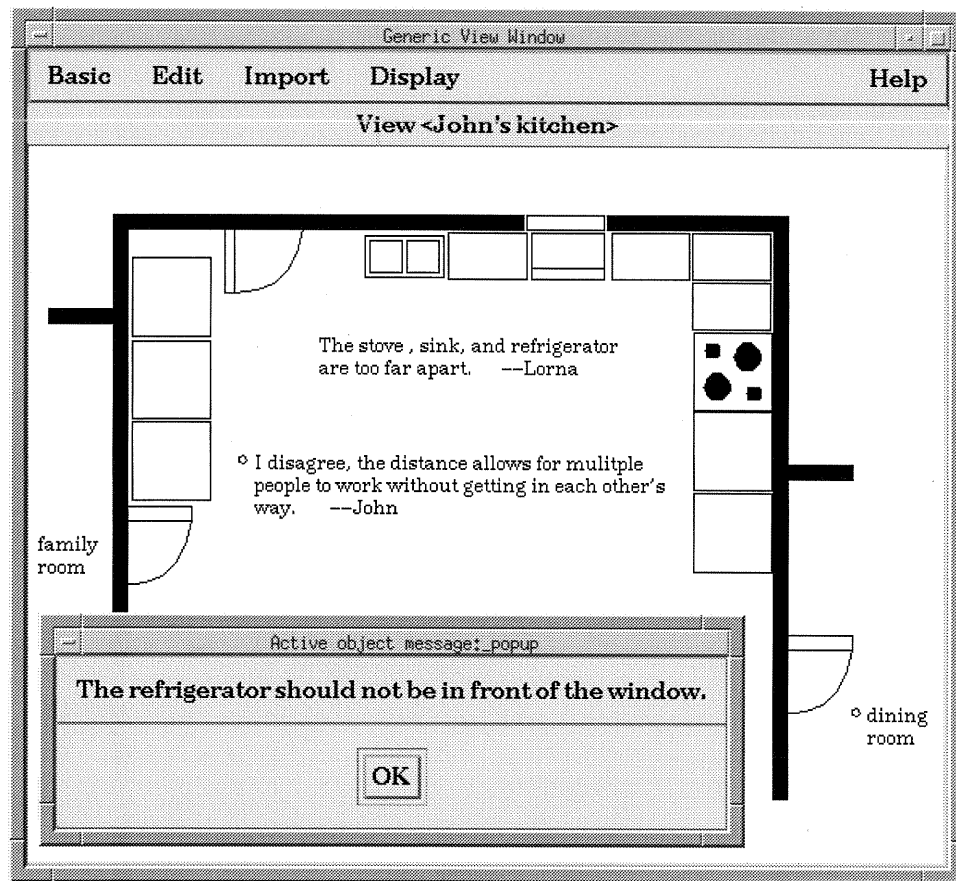 Generic View Window
Basic Edit Import Display Help
View <John's kitchen>
The stove , sink, and refrigerator
are too far apart. --Lorna
I disagree, the distance allows for mulitple
people to work without getting in each other's
way. --John
family
room
Active object message:_popup
The refrigerator should not be in front of the window.
OK
dining
room